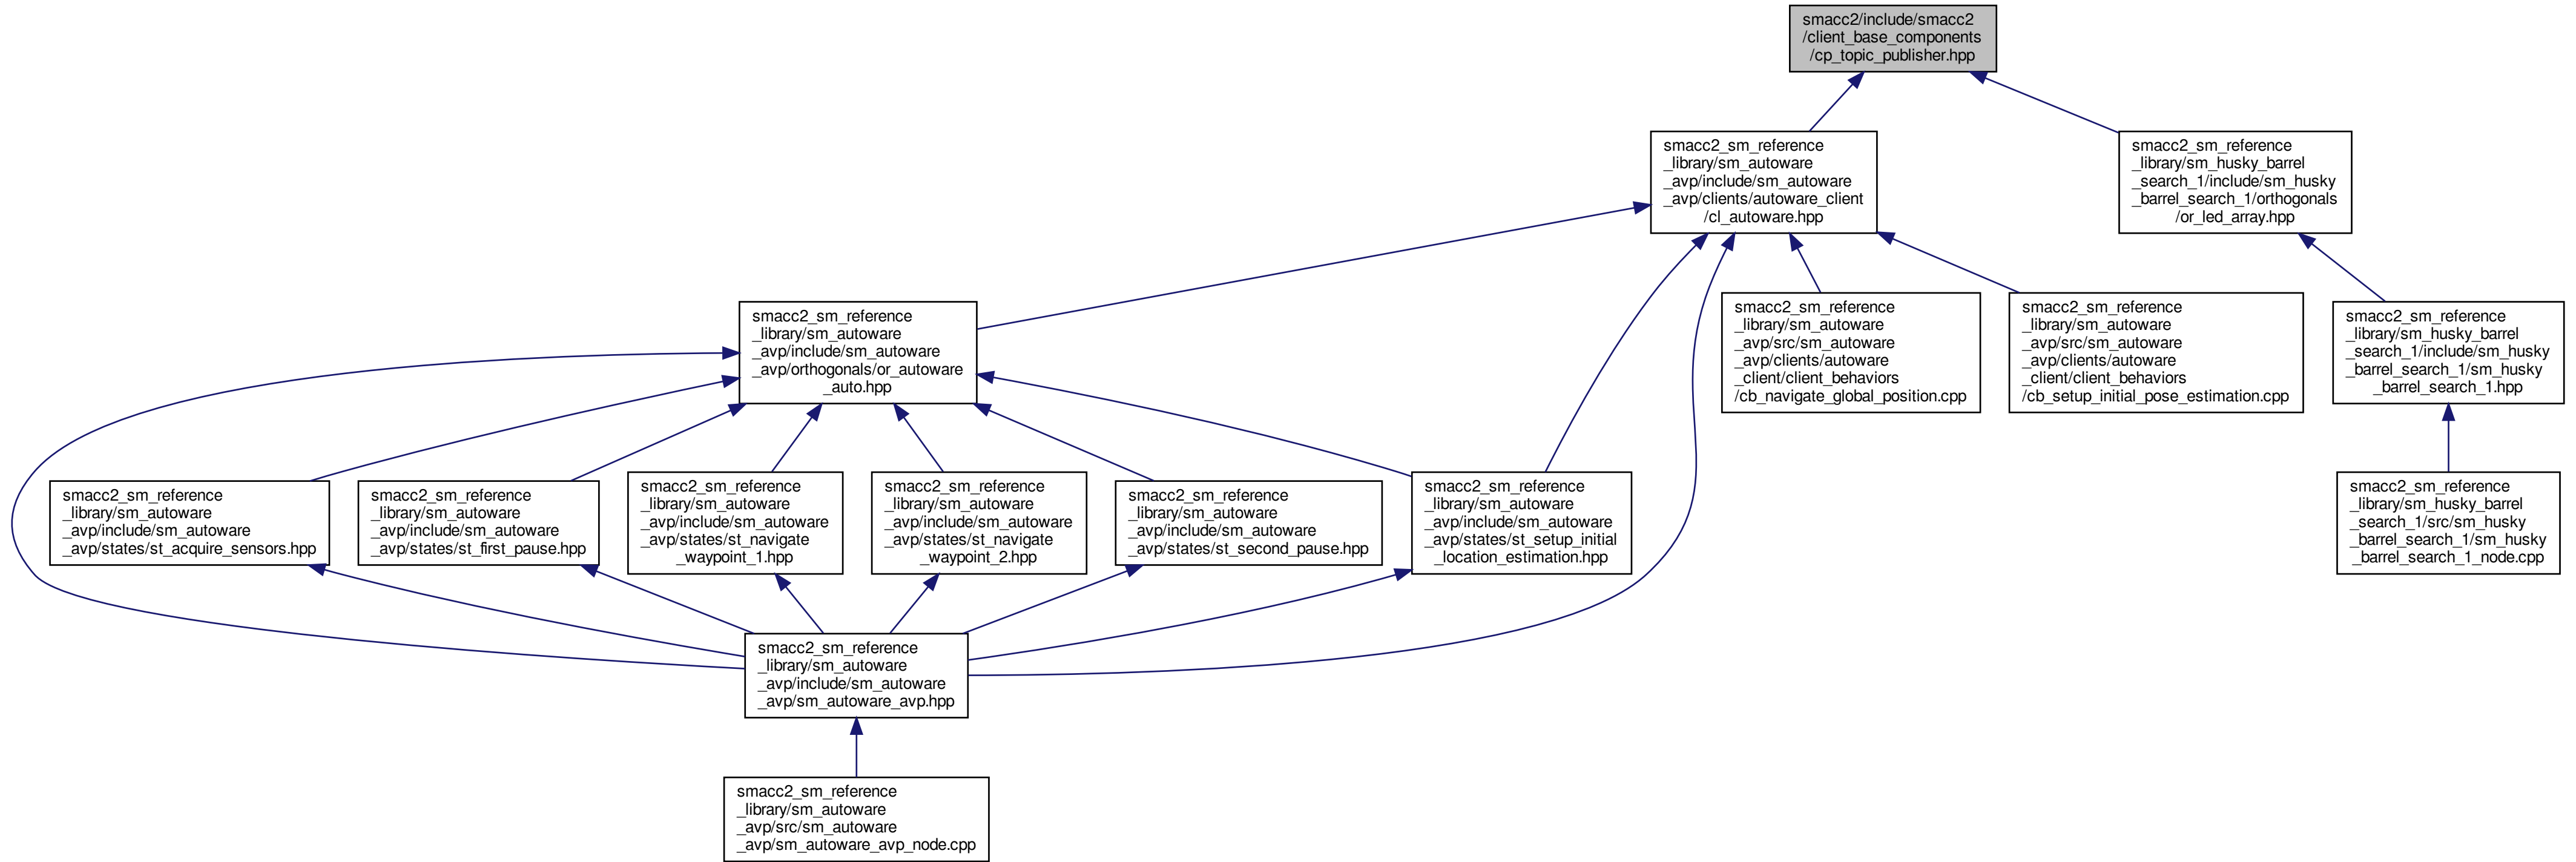 smacc2/include/smacc2
/client_base_components
/cp_topic_publisher.hpp
smacc2_sm_reference
_library/sm_autoware
_avp/include/sm_autoware
_avp/clients/autoware_client
/cl_autoware.hpp
smacc2_sm_reference
_library/sm_husky_barrel
_search_1/include/sm_husky
_barrel_search_1/orthogonals
/or_led_array.hpp
smacc2_sm_reference
_library/sm_autoware
_avp/include/sm_autoware
_avp/orthogonals/or_autoware
_auto.hpp
smacc2_sm_reference
_library/sm_autoware
_avp/src/sm_autoware
_avp/clients/autoware
_client/client_behaviors
/cb_navigate_global_position.cpp
smacc2_sm_reference
_library/sm_autoware
_avp/src/sm_autoware
_avp/clients/autoware
_client/client_behaviors
/cb_setup_initial_pose_estimation.cpp
smacc2_sm_reference
_library/sm_husky_barrel
_search_1/include/sm_husky
_barrel_search_1/sm_husky
_barrel_search_1.hpp
smacc2_sm_reference
_library/sm_autoware
_avp/include/sm_autoware
_avp/states/st_acquire_sensors.hpp
smacc2_sm_reference
_library/sm_autoware
_avp/include/sm_autoware
_avp/states/st_first_pause.hpp
smacc2_sm_reference
_library/sm_autoware
_avp/include/sm_autoware
_avp/states/st_navigate
_waypoint_1.hpp
smacc2_sm_reference
_library/sm_autoware
_avp/include/sm_autoware
_avp/states/st_navigate
_waypoint_2.hpp
smacc2_sm_reference
_library/sm_autoware
_avp/include/sm_autoware
_avp/states/st_second_pause.hpp
smacc2_sm_reference
_library/sm_autoware
_avp/include/sm_autoware
_avp/states/st_setup_initial
_location_estimation.hpp
smacc2_sm_reference
_library/sm_husky_barrel
_search_1/src/sm_husky
_barrel_search_1/sm_husky
_barrel_search_1_node.cpp
smacc2_sm_reference
_library/sm_autoware
_avp/include/sm_autoware
_avp/sm_autoware_avp.hpp
smacc2_sm_reference
_library/sm_autoware
_avp/src/sm_autoware
_avp/sm_autoware_avp_node.cpp